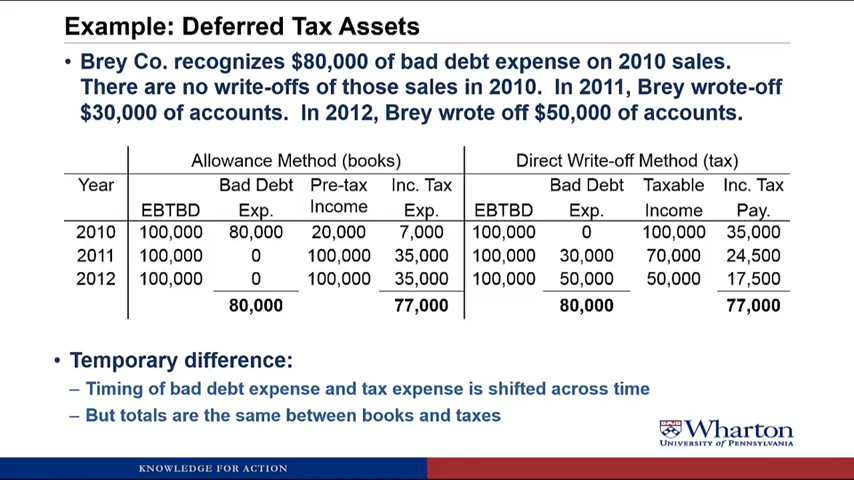 Example: Deferred Tax Assets
• Brey Co. recognizes $80,000 of bad debt expense on 2010 sales.
There are no write-offs of those sales in 2010. In 2011, Brey wrote-off
$30,000 of accounts. In 2012, Brey wrote off $50,000 of accounts.
Allowance Method (books) Direct Write-off Method (tax)
Year Bad Debt Pre-tax Inc. Tax Bad Debt Taxable Inc. Tax
EBTBD Exp. Income Exp. EBTBD Exp. Income Pay.
2010 100,000 80,000 20,000 7,000 100,000 0 100,000 35,000
2011 100,000 0 100,000 35,000 100,000 30,000 70,000 24,500
2012 100,000 0 100,000 35,000 100,000 50,000 50,000 17,500
80,000 77,000 80,000 77,000
• Temporary difference:
– Timing of bad debt expense and tax expense is shifted across time
– But totals are the same between books and taxes
Wharton
UNIVERSITY of PENNSYLVANIA
KNOWLEDGE FOR ACTION